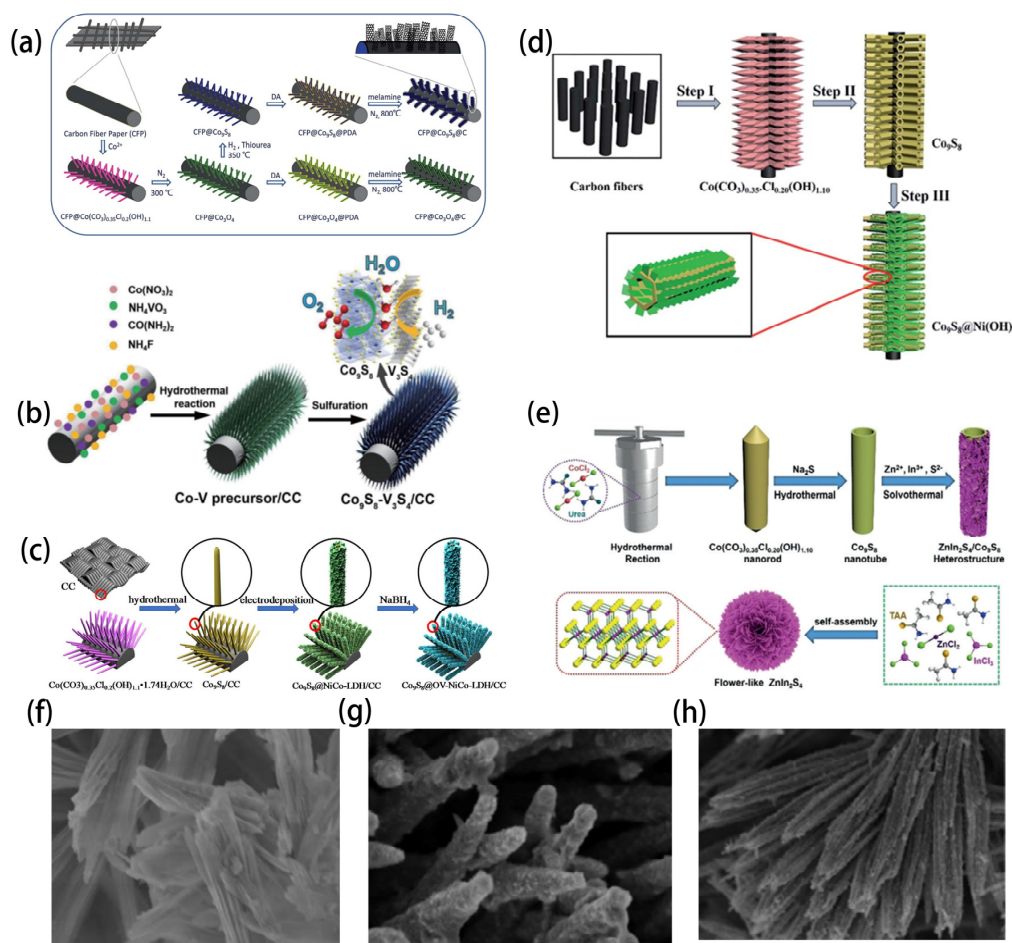 (a)
Carbon Fiber Paper (CFP)
Co²⁺
CFP@Co(CO₃)₀.₃₅Cl₀.₂(OH)₁.₁
N₂
300 ℃
CFP@Co₃O₄
H₂ , Thiourea
350 ℃
CFP@Co₉S₈
DA
CFP@Co₉S₈@PDA
melamine
N₂, 800℃
CFP@Co₉S₈@C
DA
CFP@Co₃O₄@PDA
melamine
N₂, 800℃
CFP@Co₃O₄@C
(b)
Co(NO₃)₂
NH₄VO₃
CO(NH₂)₂
NH₄F
Hydrothermal
reaction
Co-V precursor/CC
Sulfuration
Co₉S₈-V₃S₄/CC
H₂O
O₂
H₂
Co₉S₈
V₃S₄
(c)
CC
hydrothermal
electrodeposition
NaBH₄
Co(CO3)₀.₃₅Cl₀.₂(OH)₁.₁•1.74H₂O/CC
Co₉S₈/CC
Co₉S₈@NiCo-LDH/CC
Co₉S₈@OV-NiCo-LDH/CC
(d)
Carbon fibers
Step I
Co(CO₃)₀.₃₅.Cl₀.₂₀(OH)₁.₁₀
Step II
Co₉S₈
Step III
Co₉S₈@Ni(OH)
(e)
CoCl₂
Urea
Hydrothermal
Rection
Co(CO₃)₀.₃₅Cl₀.₂₀(OH)₁.₁₀
nanorod
Na₂S
Hydrothermal
Co₉S₈
nanotube
Zn²⁺, In³⁺ , S²⁻
Solvothermal
ZnIn₂S₄/Co₉S₈
Heterostructure
self-assembly
Flower-like ZnIn₂S₄
TAA
ZnCl₂
InCl₃
(f)
(g)
(h)